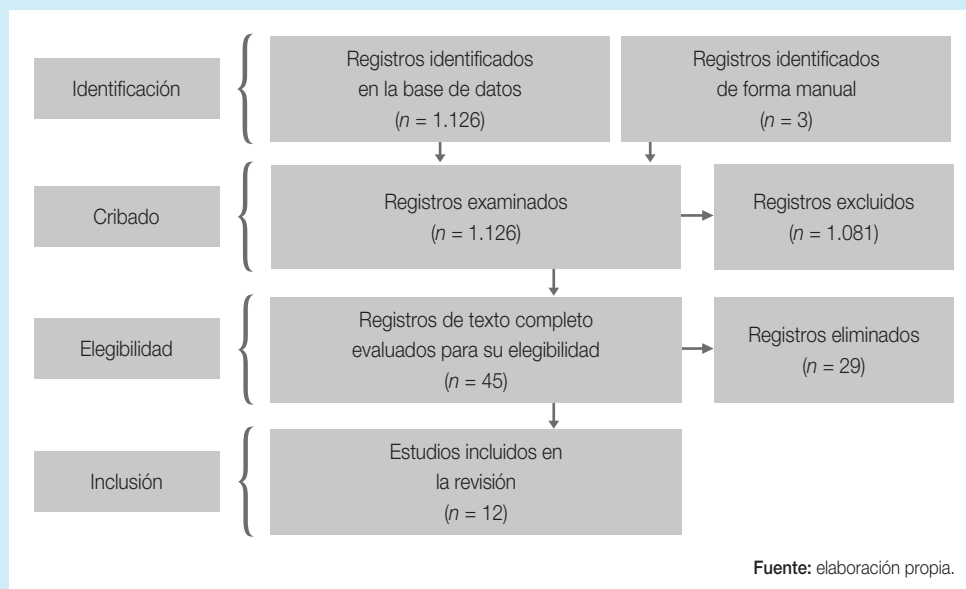 Identificación
Registros identificados
en la base de datos
(n = 1.126)
Registros identificados
de forma manual
(n = 3)
Cribado
Registros examinados
(n = 1.126)
Registros excluidos
(n = 1.081)
Elegibilidad
Registros de texto completo
evaluados para su elegibilidad
(n = 45)
Registros eliminados
(n = 29)
Inclusión
Estudios incluidos en
la revisión
(n = 12)
Fuente: elaboración propia.